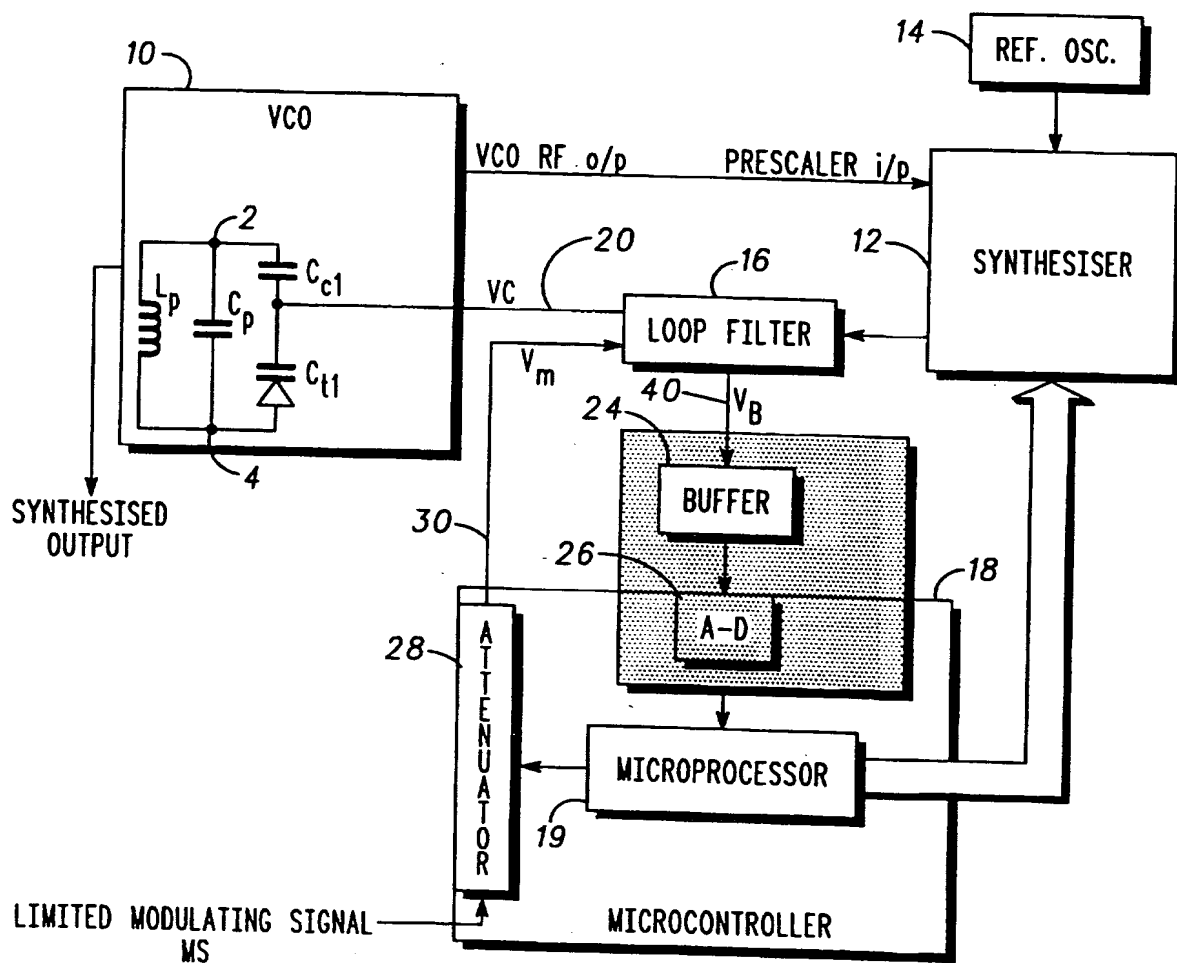 10
14
REF. OSC.
VCO
VCO RF o/p
PRESCALER i/p
2
20
16
12
SYNTHESISER
Lp
Cp
Cc1
VC
LOOP FILTER
Vm
Ct1
40
VB
24
4
BUFFER
SYNTHESISED
OUTPUT
30
26
18
A-D
28
ATTENUATOR
MICROPROCESSOR
19
LIMITED MODULATING SIGNAL
MS
MICROCONTROLLER